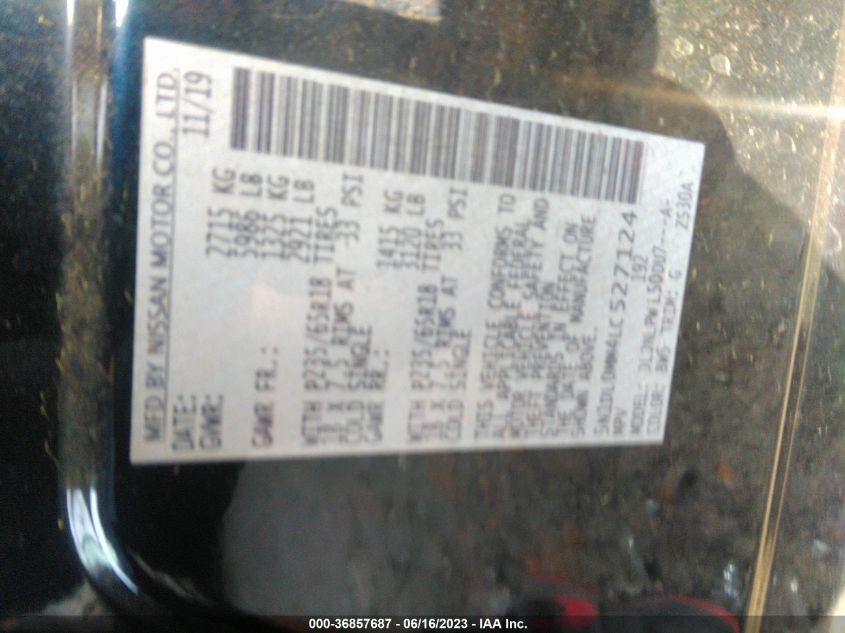 MFD BY NISSAN MOTOR CO., LTD.
DATE: 11/19
GVWR: 2715 KG
5986 LB
GAWR FR.: 1325 KG
2921 LB
WITH P235/65R18 TIRES
18 X 7.5 RIMS AT 33 PSI
COLD SINGLE
GAWR RR.: 1415 KG
3120 LB
WITH P235/65R18 TIRES
18 X 7.5 RIMS AT 33 PSI
COLD SINGLE
THIS VEHICLE CONFORMS TO
ALL APPLICABLE FEDERAL
MOTOR VEHICLE SAFETY AND
THEFT PREVENTION
STANDARDS IN EFFECT ON
THE DATE OF MANUFACTURE
SHOWN ABOVE.
5N1DL0MM4LC527124
MPV 192
MODEL: -A-
COLOR: BW5 TRIM: G Z530A
000-36857687 - 06/16/2023 - IAA Inc.